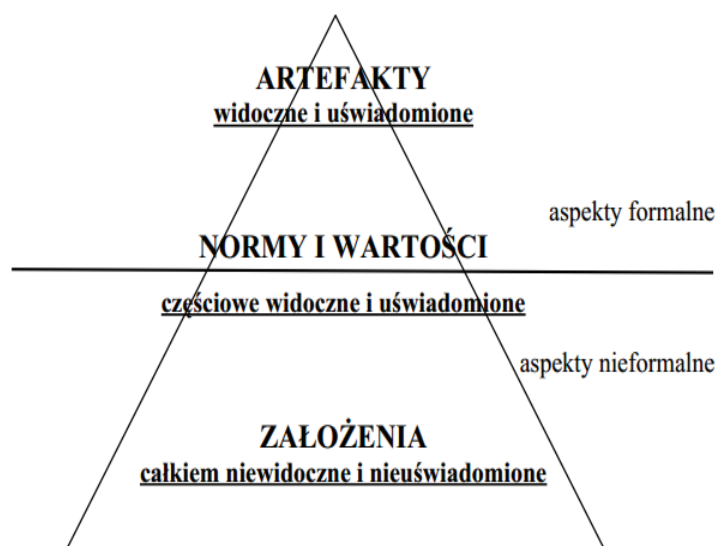 ARTEFAKTY
widoczne i uświadomione
aspekty formalne
NORMY I WARTOŚCI
częściowe widoczne i uświadomione
aspekty nieformalne
ZAŁOŻENIA
całkiem niewidoczne i nieuświadomione